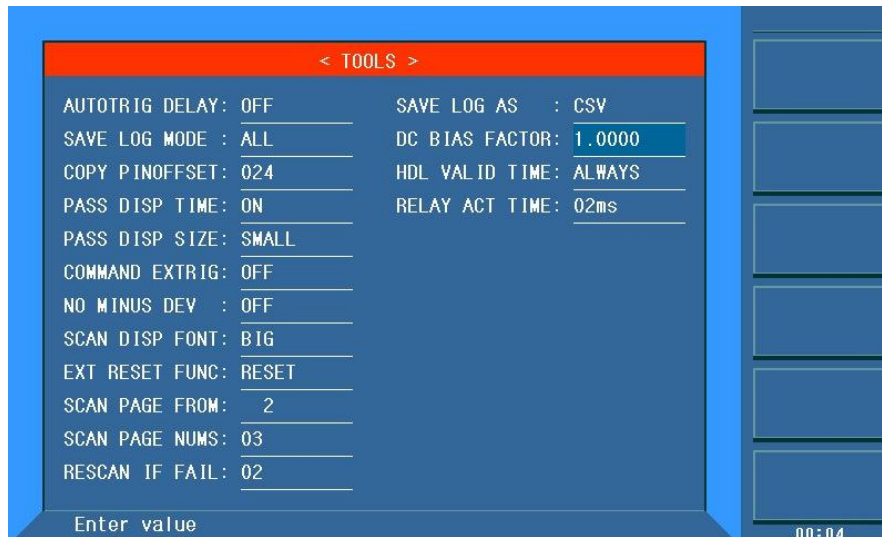 < TOOLS >
AUTOTRIG DELAY: OFF
SAVE LOG MODE : ALL
COPY PINOFFSET: 024
PASS DISP TIME: ON
PASS DISP SIZE: SMALL
COMMAND EXTRIG: OFF
NO MINUS DEV : OFF
SCAN DISP FONT: BIG
EXT RESET FUNC: RESET
SCAN PAGE FROM: 2
SCAN PAGE NUMS: 03
RESCAN IF FAIL: 02
SAVE LOG AS : CSV
DC BIAS FACTOR: 1.0000
HDL VALID TIME: ALWAYS
RELAY ACT TIME: 02ms
Enter value
00:04